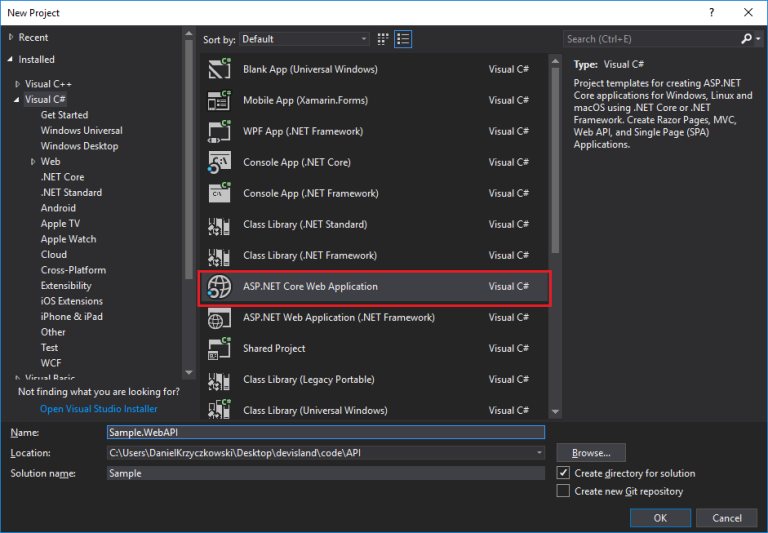 New Project
?
Recent
Installed
Visual C++
Visual C#
Get Started
Windows Universal
Windows Desktop
Web
.NET Core
.NET Standard
Android
Apple TV
Apple Watch
Cloud
Cross-Platform
Extensibility
iOS Extensions
iPhone & iPad
Other
Test
WCF
Visual Basic
Not finding what you are looking for?
Open Visual Studio Installer
Sort by: Default
Blank App (Universal Windows) Visual C#
Mobile App (Xamarin.Forms) Visual C#
WPF App (.NET Framework) Visual C#
Console App (.NET Core) Visual C#
Console App (.NET Framework) Visual C#
Class Library (.NET Standard) Visual C#
Class Library (.NET Framework) Visual C#
ASP.NET Core Web Application Visual C#
ASP.NET Web Application (.NET Framework) Visual C#
Shared Project Visual C#
Class Library (Legacy Portable) Visual C#
Class Library (Universal Windows) Visual C#
Search (Ctrl+E)
Type: Visual C#
Project templates for creating ASP.NET
Core applications for Windows, Linux and
macOS using .NET Core or .NET
Framework. Create Razor Pages, MVC,
Web API, and Single Page (SPA)
Applications.
Name: Sample.WebAPI
Location: C:\Users\DanielKrzyczkowski\Desktop\devisland\code\API
Browse...
Solution name: Sample
Create directory for solution
Create new Git repository
OK
Cancel